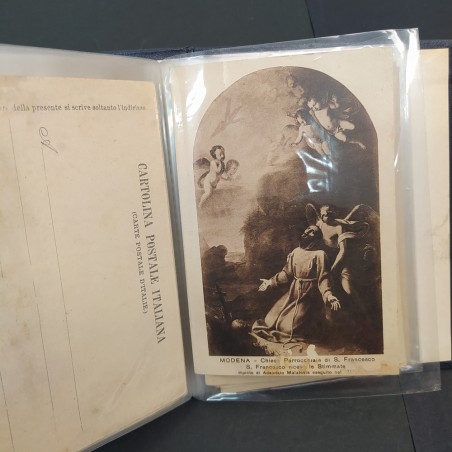 della presente si scrive soltanto l'indirizzo
CARTOLINA POSTALE ITALIANA
(CARTE POSTALE D'ITALIE)
MODENA - Chiesa Parrocchiale di S. Francesco
S. Francesco riceve le Stimmate